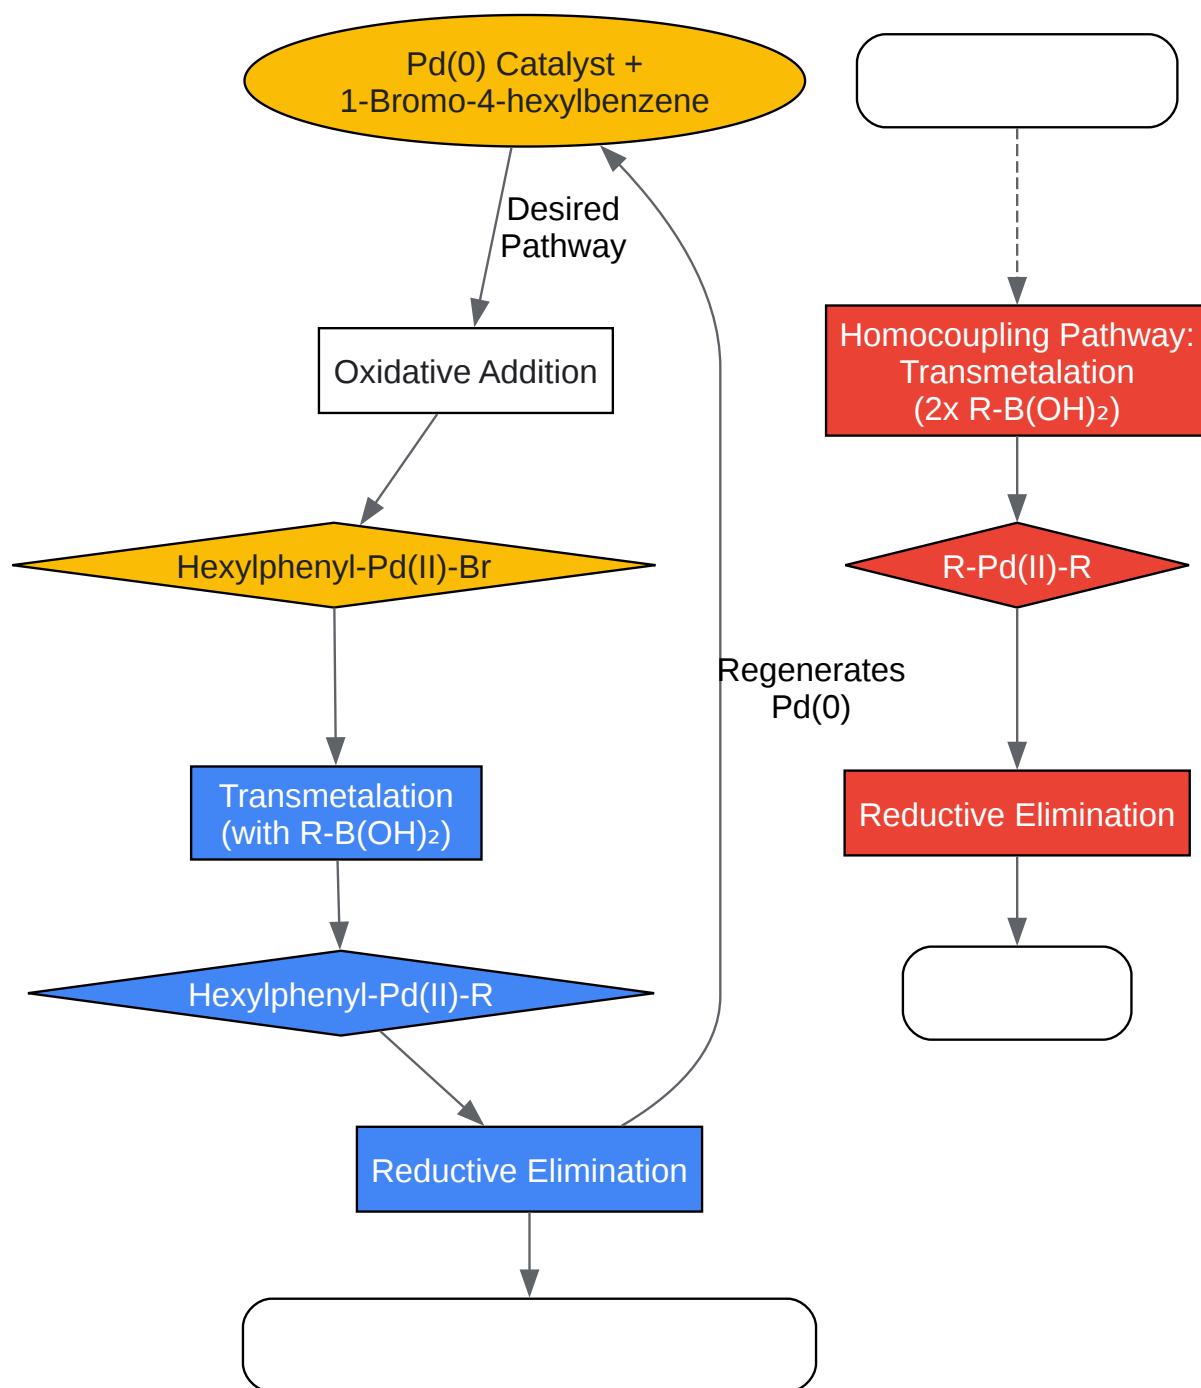 Pd(0) Catalyst +
1-Bromo-4-hexylbenzene
Desired
Pathway
Oxidative Addition
Hexylphenyl-Pd(II)-Br
Transmetalation
(with R-B(OH)₂)
Hexylphenyl-Pd(II)-R
Reductive Elimination
Regenerates
Pd(0)
Homocoupling Pathway:
Transmetalation
(2x R-B(OH)₂)
R-Pd(II)-R
Reductive Elimination